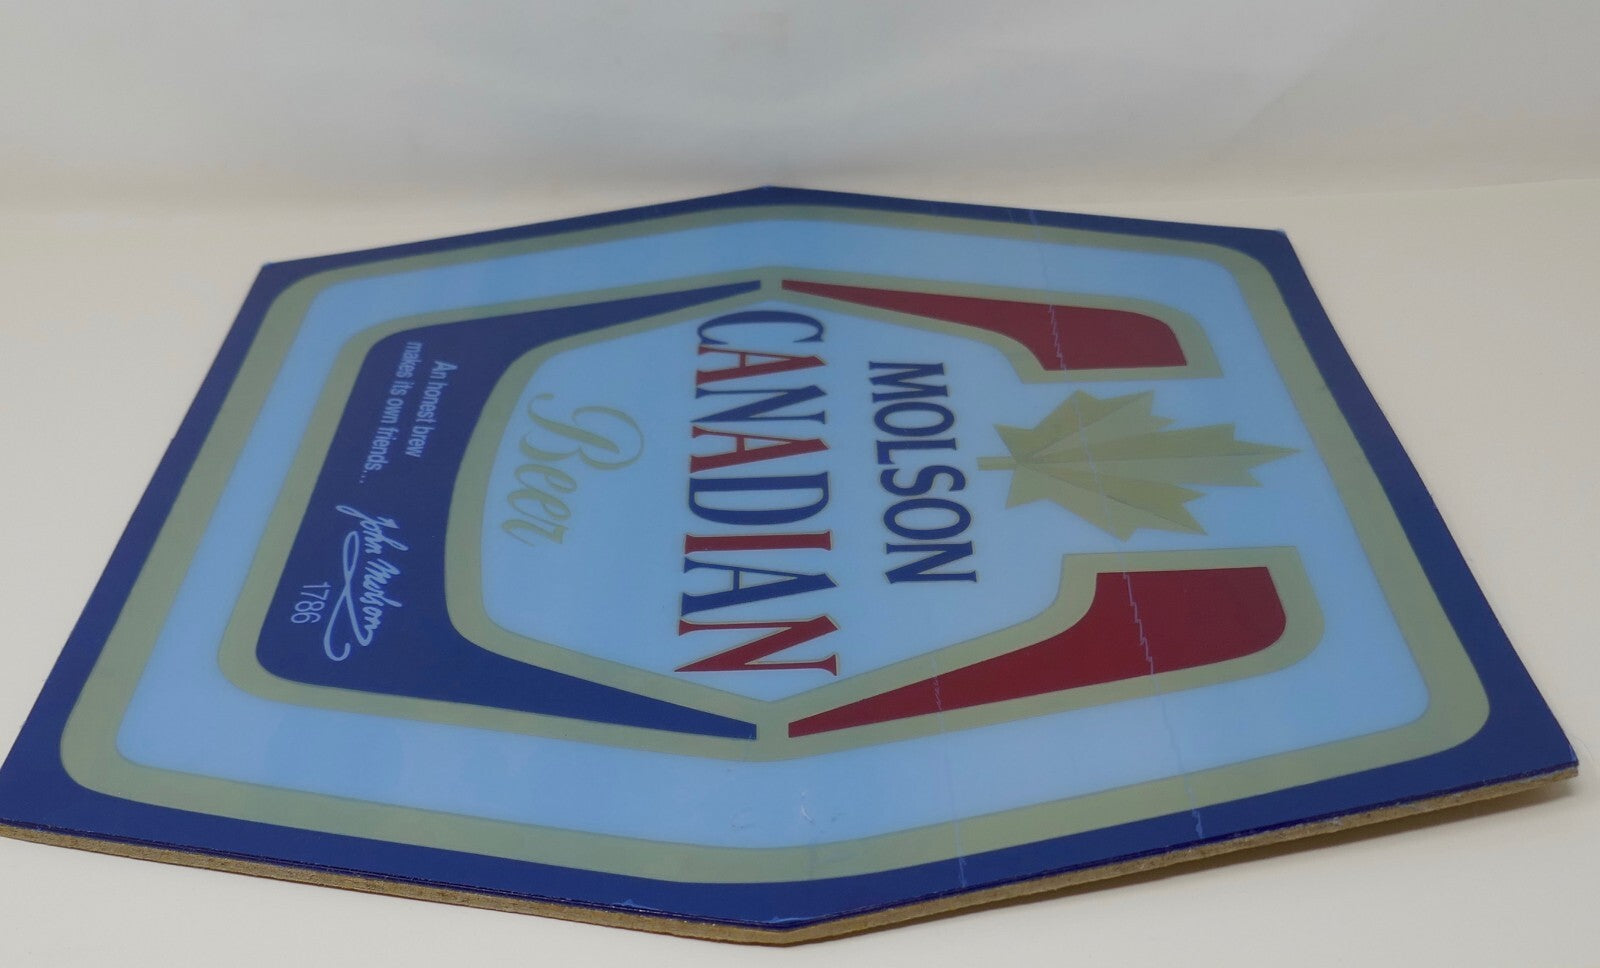 MOLSON
CANADIAN
Beer
An honest brew
makes its own friends....
John Molson
1786